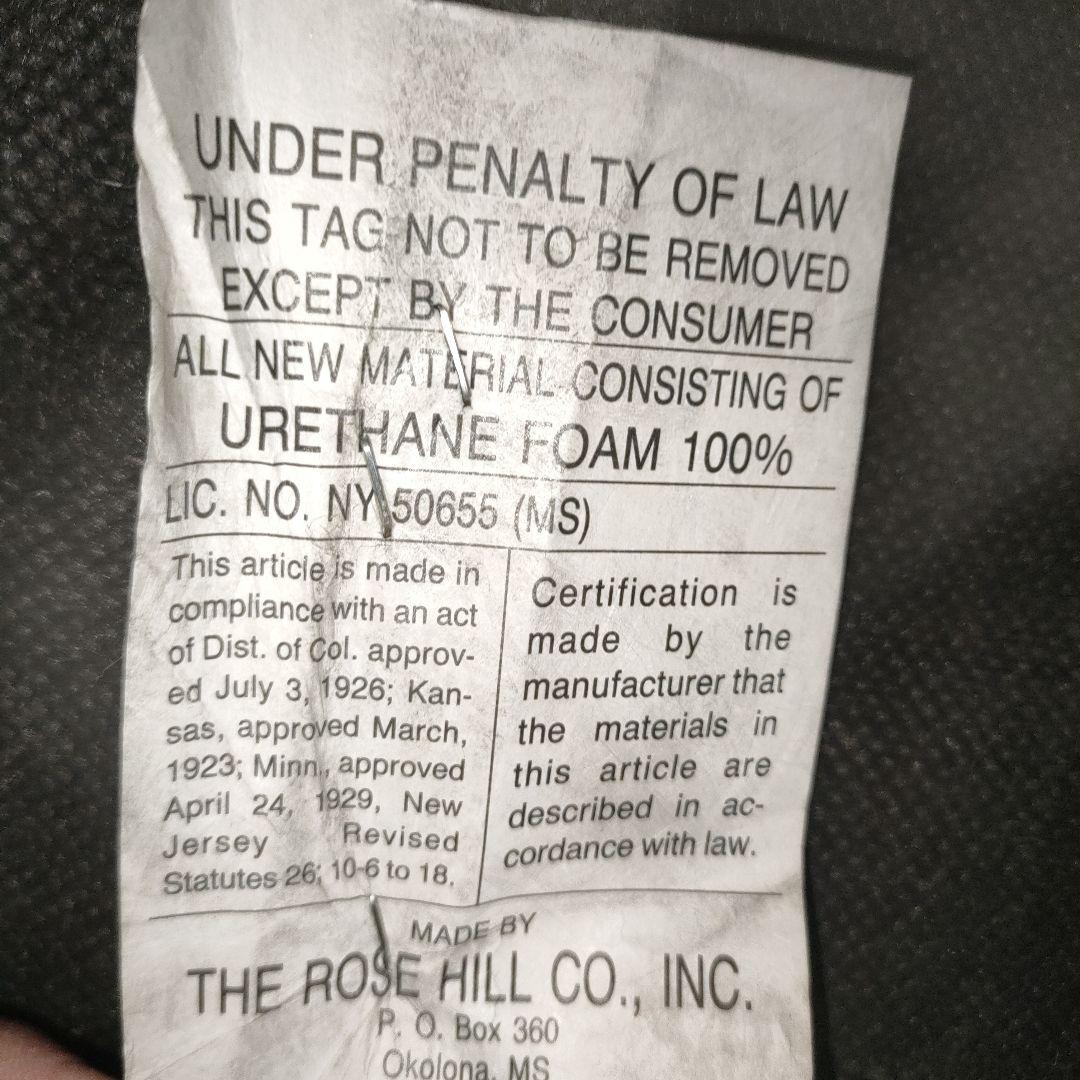 UNDER PENALTY OF LAW
THIS TAG NOT TO BE REMOVED
EXCEPT BY THE CONSUMER
ALL NEW MATERIAL CONSISTING OF
URETHANE FOAM 100%
LIC. NO. NY 50655 (MS)
This article is made in
compliance with an act
of Dist. of Col. approv-
ed July 3, 1926; Kan-
sas, approved March,
1923; Minn., approved
April 24, 1929, New
Jersey Revised
Statutes 26; 10-6 to 18.
Certification is
made by the
manufacturer that
the materials in
this article are
described in ac-
cordance with law.
MADE BY
THE ROSE HILL CO., INC.
P. O. Box 360
Okolona, MS